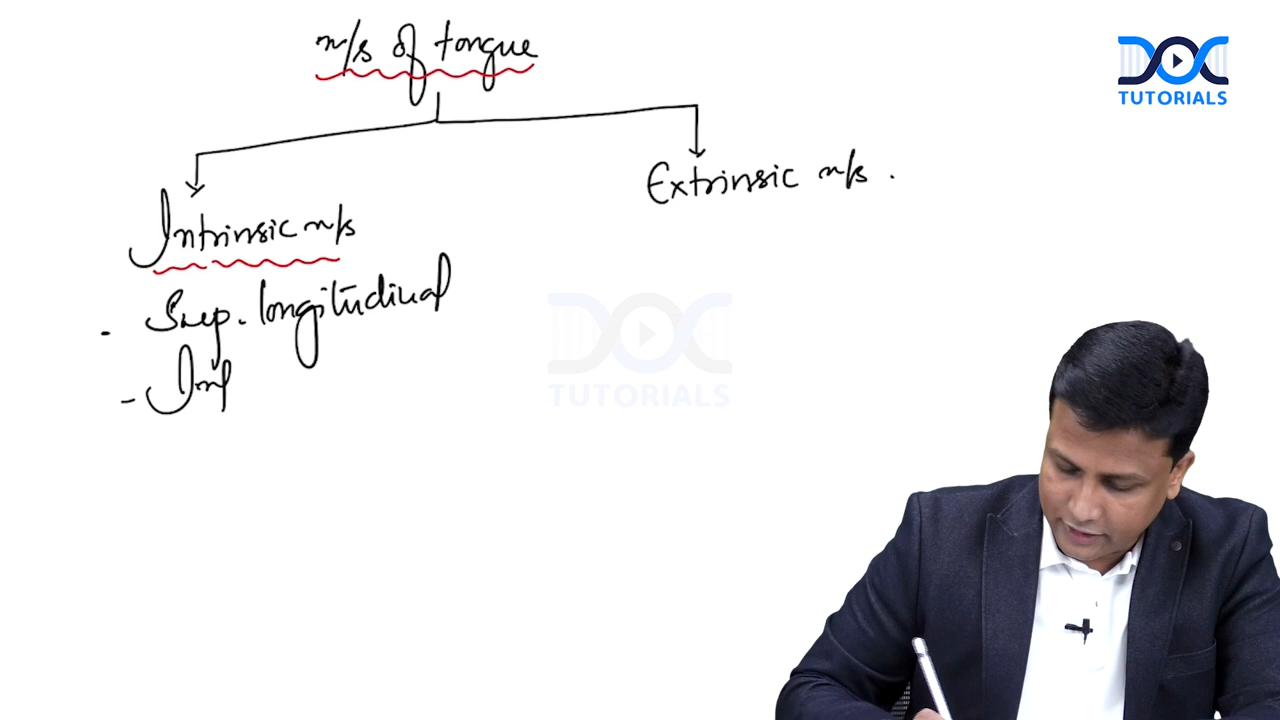 m/s of tongue
Intrinsic m/s
Extrinsic m/s.
- Sup. longitudinal
- Inf
TUTORIALS
TUTORIALS